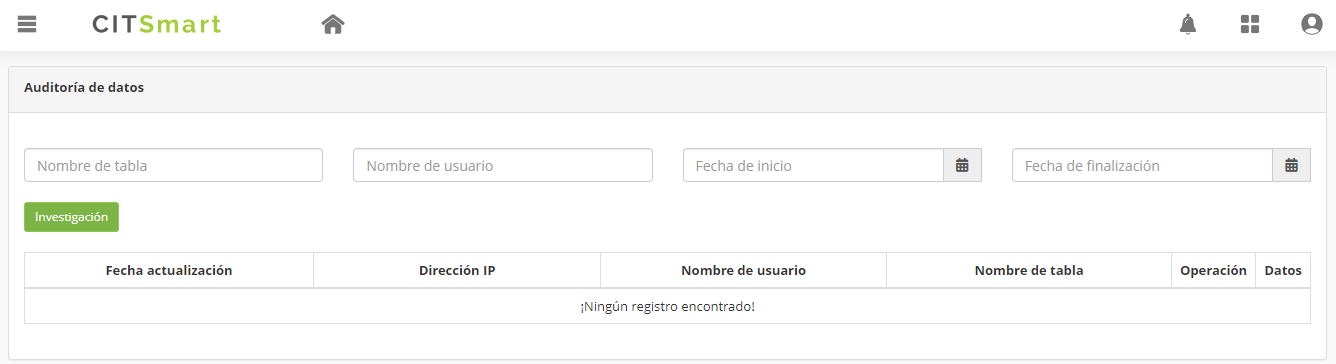 CITSmart
Auditoría de datos
Nombre de tabla
Nombre de usuario
Fecha de inicio
Fecha de finalización
Investigación
Fecha actualización
Dirección IP
Nombre de usuario
Nombre de tabla
Operación
Datos
¡Ningún registro encontrado!